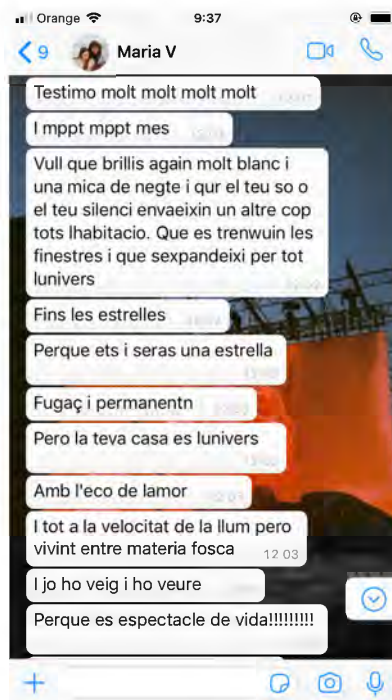 Orange 9:37
9 Maria V
Testimo molt molt molt molt
I mppt mppt mes
Vull que brillis again molt blanc i
una mica de negte i qur el teu so o
el teu silenci envaeixin un altre cop
tots lhabitacio. Que es trenwuin les
finestres i que sexpandeixi per tot
lunivers
Fins les estrelles
Perque ets i seras una estrella
Fugaç i permanentn
Pero la teva casa es lunivers
Amb l'eco de lamor
I tot a la velocitat de la llum pero
vivint entre materia fosca 12 03
I jo ho veig i ho veure
Perque es espectacle de vida!!!!!!!!!